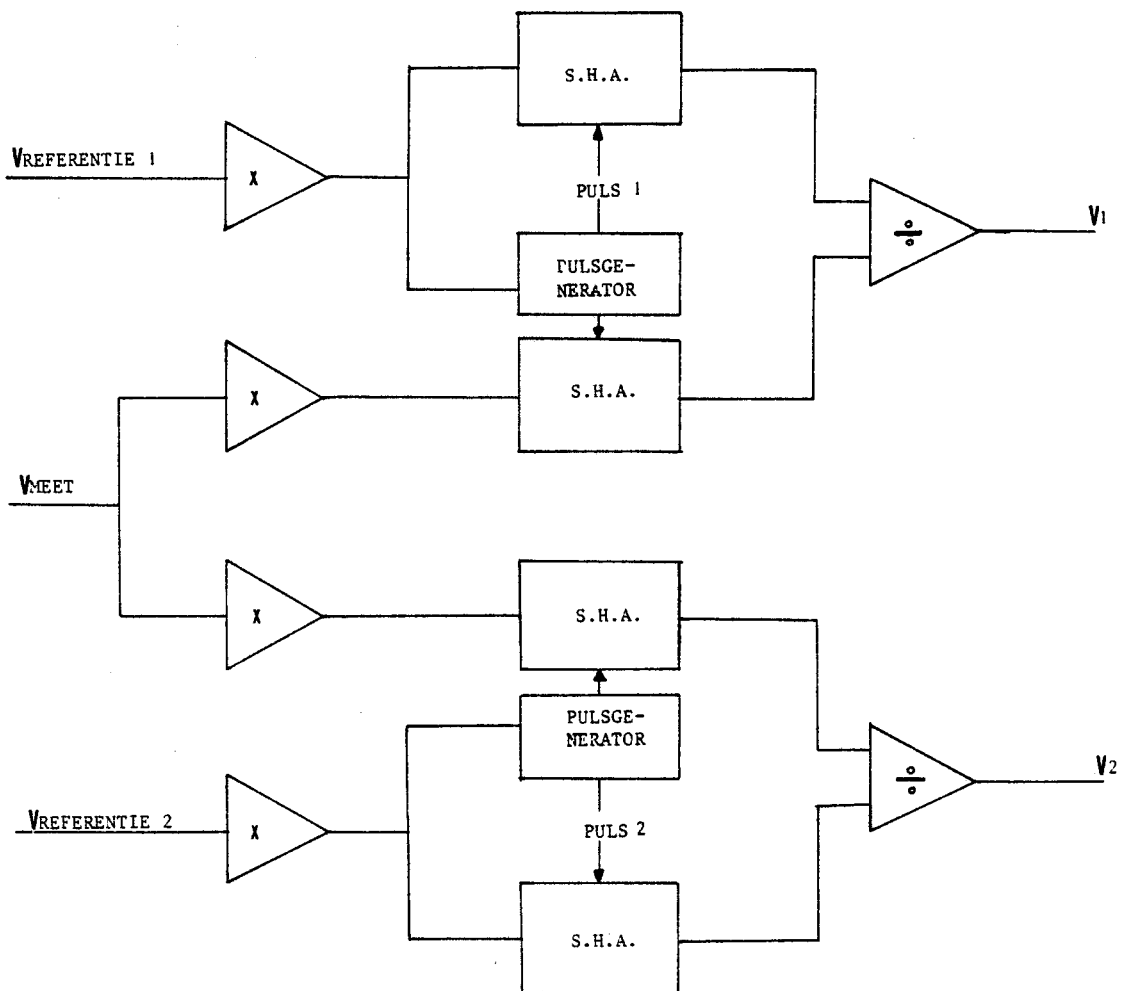 S.H.A.
VREFERENTIE 1
X
PULS 1
V1
÷
PULSGE-
NERATOR
X
S.H.A.
VMEET
X
S.H.A.
PULSGE-
NERATOR
V2
÷
VREFERENTIE 2
X
PULS 2
S.H.A.